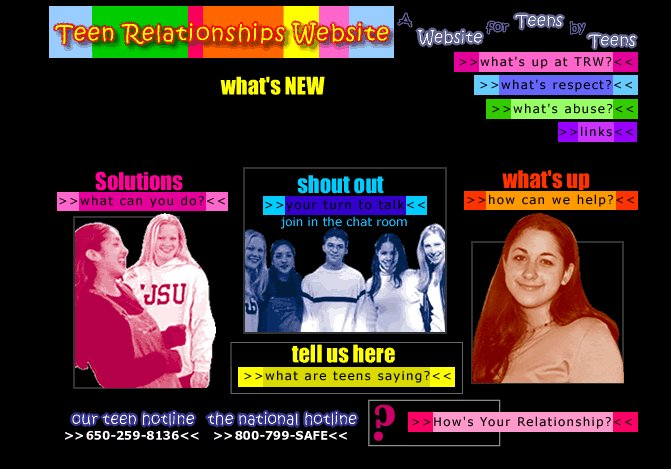 Teen Relationships Website
A Website for Teens by Teens
>>what's up at TRW?<<
what's NEW
>>what's respect?<<
>>what's abuse?<<
>>links<<
Solutions
>>what can you do?<<
shout out
>>your turn to talk<<
join in the chat room
what's up
>>how can we help?<<
USU
tell us here
>>what are teens saying?<<
our teen hotline
>>650-259-8136<<
the national hotline
>>800-799-SAFE<<
?
>>How's Your Relationship?<<